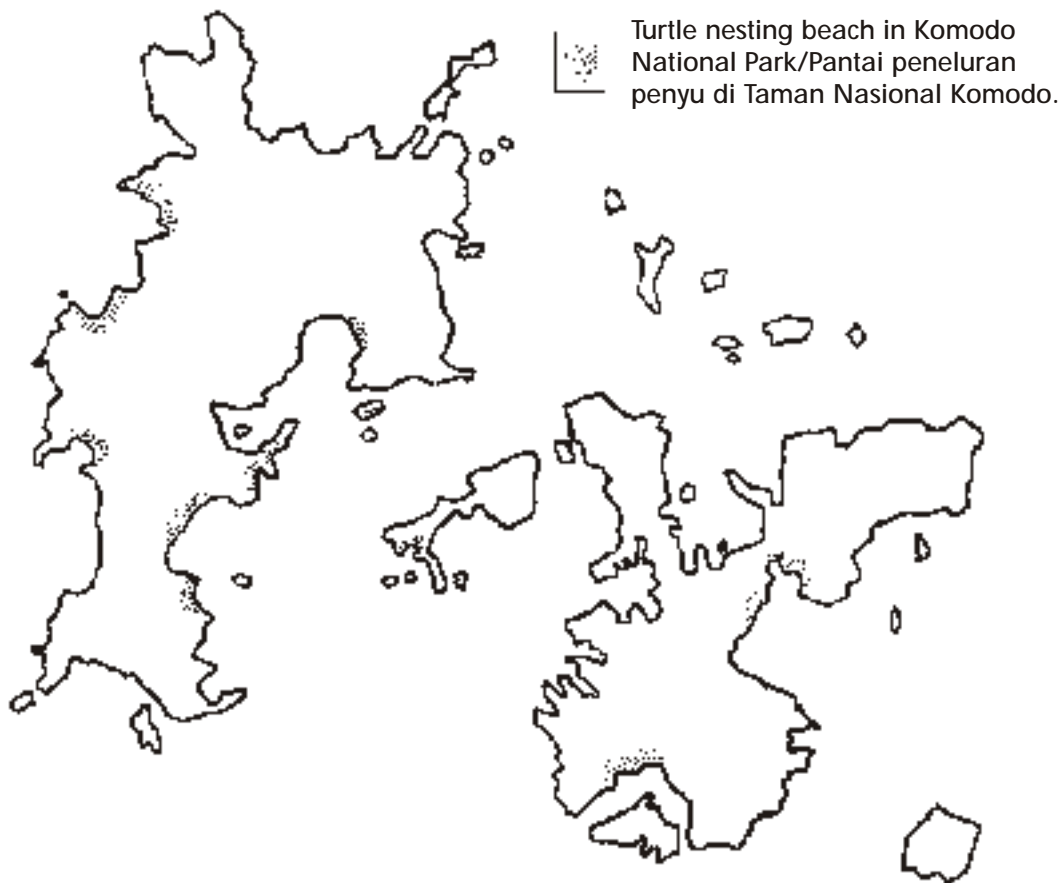 Turtle nesting beach in Komodo
National Park/Pantai peneluran
penyu di Taman Nasional Komodo.